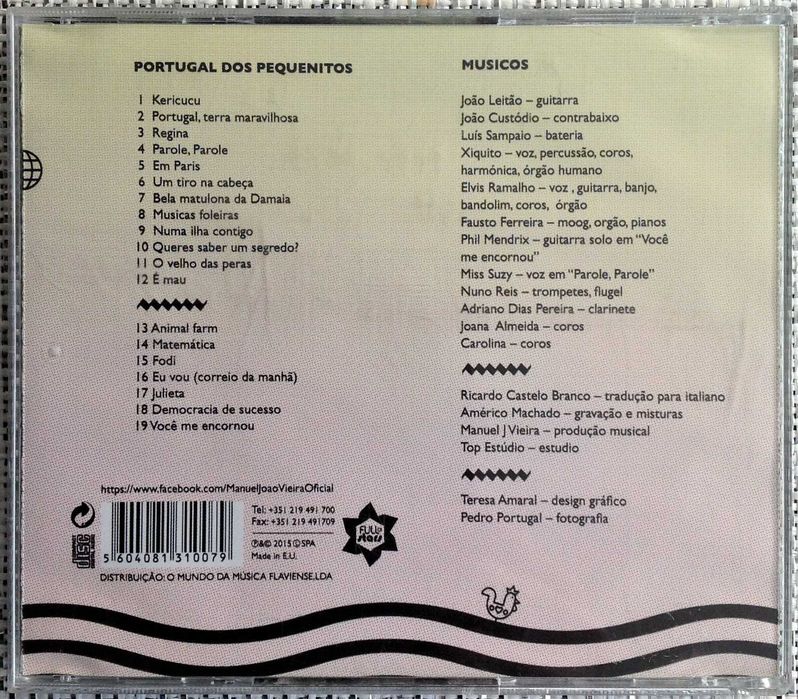 PORTUGAL DOS PEQUENITOS
1 Kericucu
2 Portugal, terra maravilhosa
3 Regina
4 Parole, Parole
5 Em Paris
6 Um tiro na cabeça
7 Bela matulona da Damaia
8 Musicas foleiras
9 Numa ilha contigo
10 Queres saber um segredo?
11 O velho das peras
12 É mau
13 Animal farm
14 Matemática
15 Fodi
16 Eu vou (correio da manhã)
17 Julieta
18 Democracia de sucesso
19 Você me encornou
https://www.facebook.com/ManuelJoaoVieiraOficial
COMPACT
disc
DIGITAL AUDIO
5 604081 310079
Tel: +351 219 491 700
Fax: +351 219 491709
℗&© 2015 ⓘ SPA
Made in E.U.
FULL
stars
DISTRIBUIÇÃO: O MUNDO DA MÚSICA FLAVIENSE,LDA
MUSICOS
João Leitão – guitarra
João Custódio – contrabaixo
Luís Sampaio – bateria
Xiquito – voz, percussão, coros,
harmónica, órgão humano
Elvis Ramalho – voz , guitarra, banjo,
bandolim, coros, órgão
Fausto Ferreira – moog, orgão, pianos
Phil Mendrix – guitarra solo em “Você
me encornou”
Miss Suzy – voz em “Parole, Parole”
Nuno Reis – trompetes, flugel
Adriano Dias Pereira – clarinete
Joana Almeida – coros
Carolina – coros
Ricardo Castelo Branco – tradução para italiano
Américo Machado – gravação e misturas
Manuel J Vieira – produção musical
Top Estúdio – estudio
Teresa Amaral – design gráfico
Pedro Portugal – fotografia